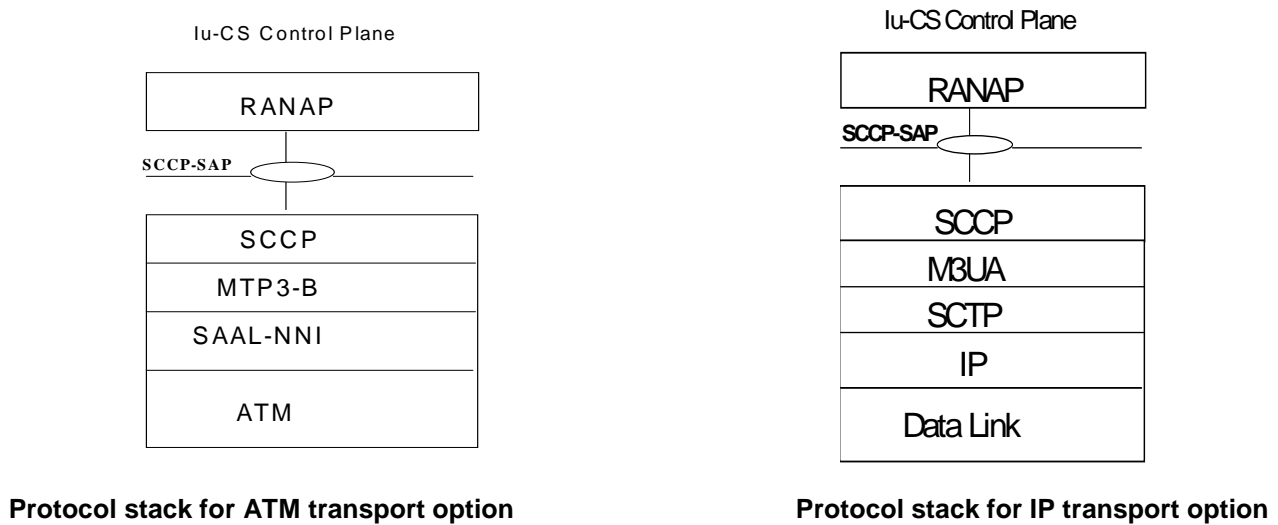 Iu-CS Control Plane
RANAP
SCCP-SAP
SCCP
MTP3-B
SAAL-NNI
ATM
Protocol stack for ATM transport option
Iu-CS Control Plane
RANAP
SCCP-SAP
SCCP
M3UA
SCTP
IP
Data Link
Protocol stack for IP transport option